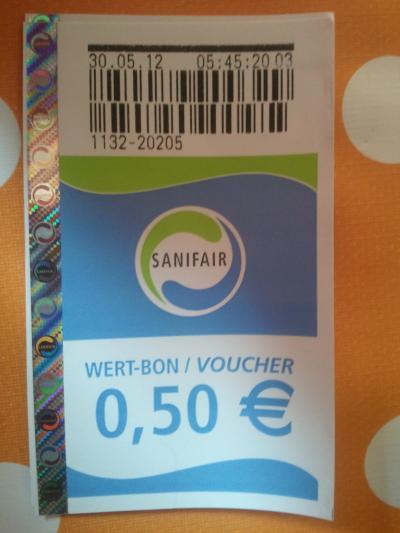 30.05.12 05:45:20 03
1132-20205
SANIFAIR
WERT-BON / VOUCHER
0,50 €